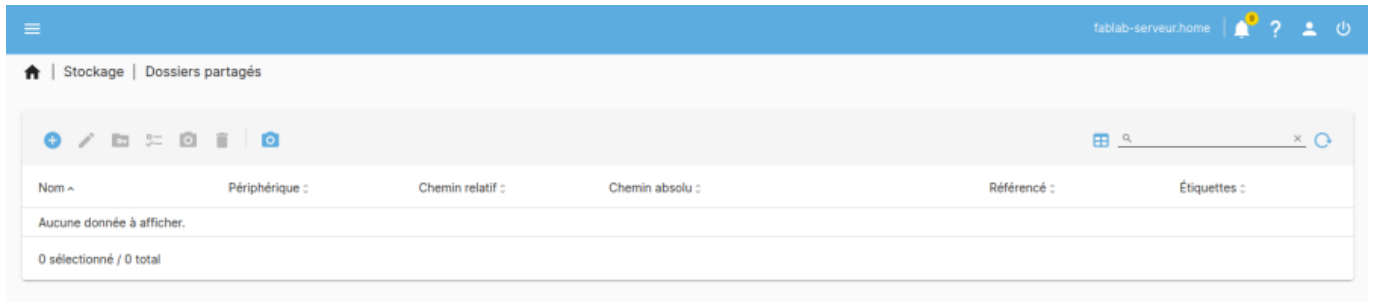 fablab-serveur.home
9
Stockage | Dossiers partagés
Nom Périphérique Chemin relatif Chemin absolu Référencé Étiquettes
Aucune donnée à afficher.
0 sélectionné / 0 total